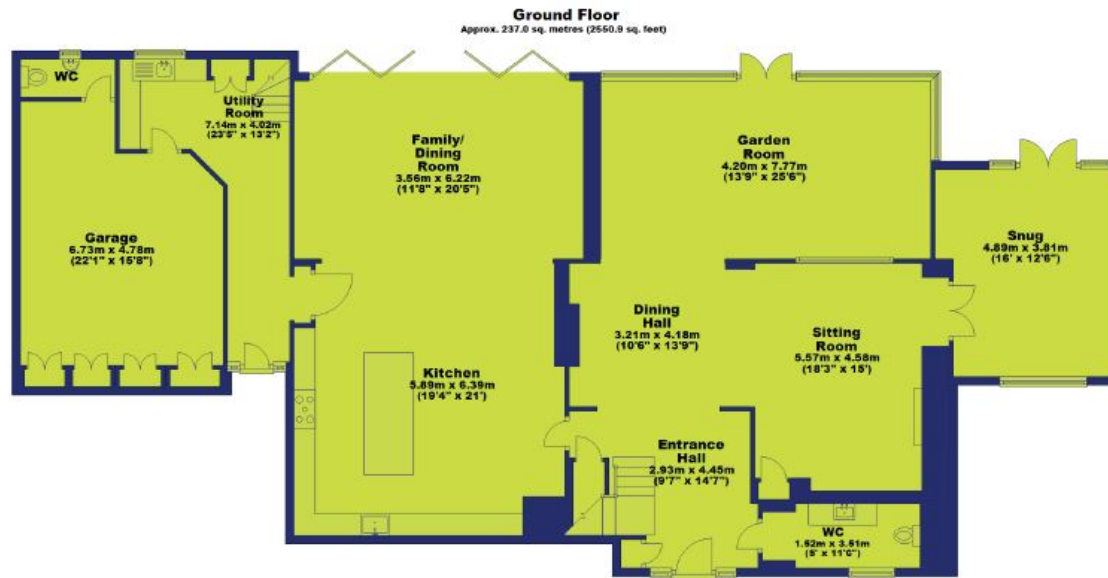 Ground Floor
Approx. 237.0 sq. metres (2550.9 sq. feet)
WC
Utility
Room
7.14m x 4.02m
(23'5" x 13'2")
Family/
Dining
Room
3.56m x 6.22m
(11'8" x 20'5")
Garden
Room
4.20m x 7.77m
(13'9" x 25'6")
Garage
6.73m x 4.78m
(22'1" x 15'8")
Snug
4.89m x 3.81m
(16' x 12'6")
Dining
Hall
3.21m x 4.18m
(10'6" x 13'9")
Sitting
Room
5.57m x 4.58m
(18'3" x 15')
Kitchen
5.89m x 6.39m
(19'4" x 21')
Entrance
Hall
2.93m x 4.45m
(9'7" x 14'7")
WC
1.52m x 3.51m
(5' x 11'6")